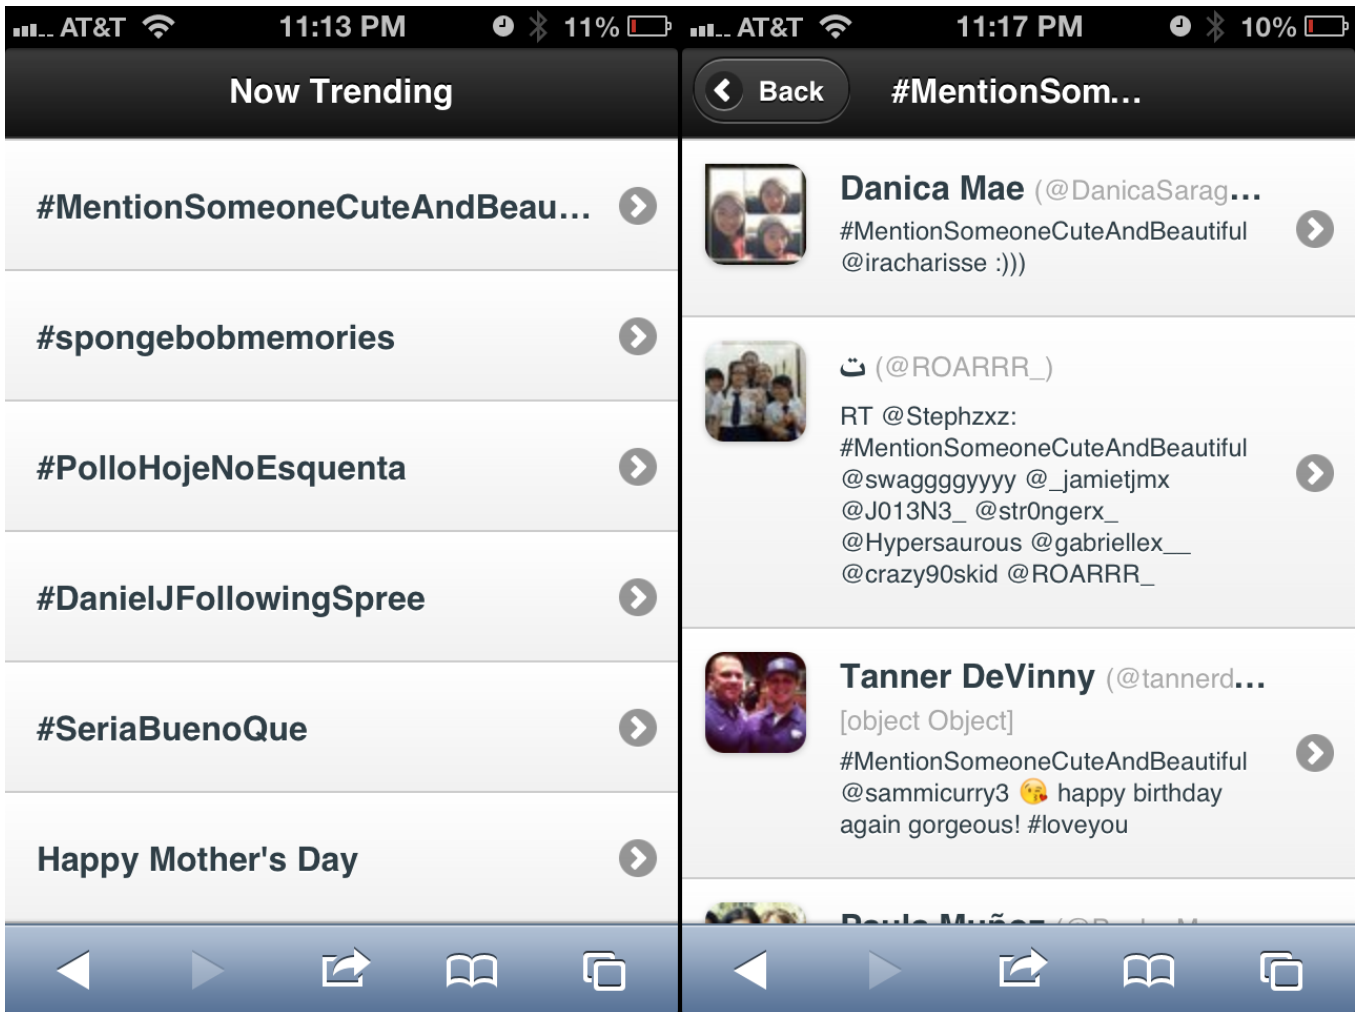 AT&T 11:13 PM 11%
Now Trending
#MentionSomeoneCuteAndBeau...
#spongebobmemories
#PolloHojeNoEsquenta
#DanielJFollowingSpree
#SeriaBuenoQue
Happy Mother's Day
AT&T 11:17 PM 10%
Back #MentionSom...
Danica Mae (@DanicaSarag...
#MentionSomeoneCuteAndBeautiful
@iracharisse :)))
ت (@ROARRR_)
RT @Stephzxz:
#MentionSomeoneCuteAndBeautiful
@swaggggyyyy @_jamietjmx
@J013N3_ @str0ngerx_
@Hypersaurous @gabriellex__
@crazy90skid @ROARRR_
Tanner DeVinny (@tannerd...
[object Object]
#MentionSomeoneCuteAndBeautiful
@sammicurry3 😘 happy birthday
again gorgeous! #loveyou